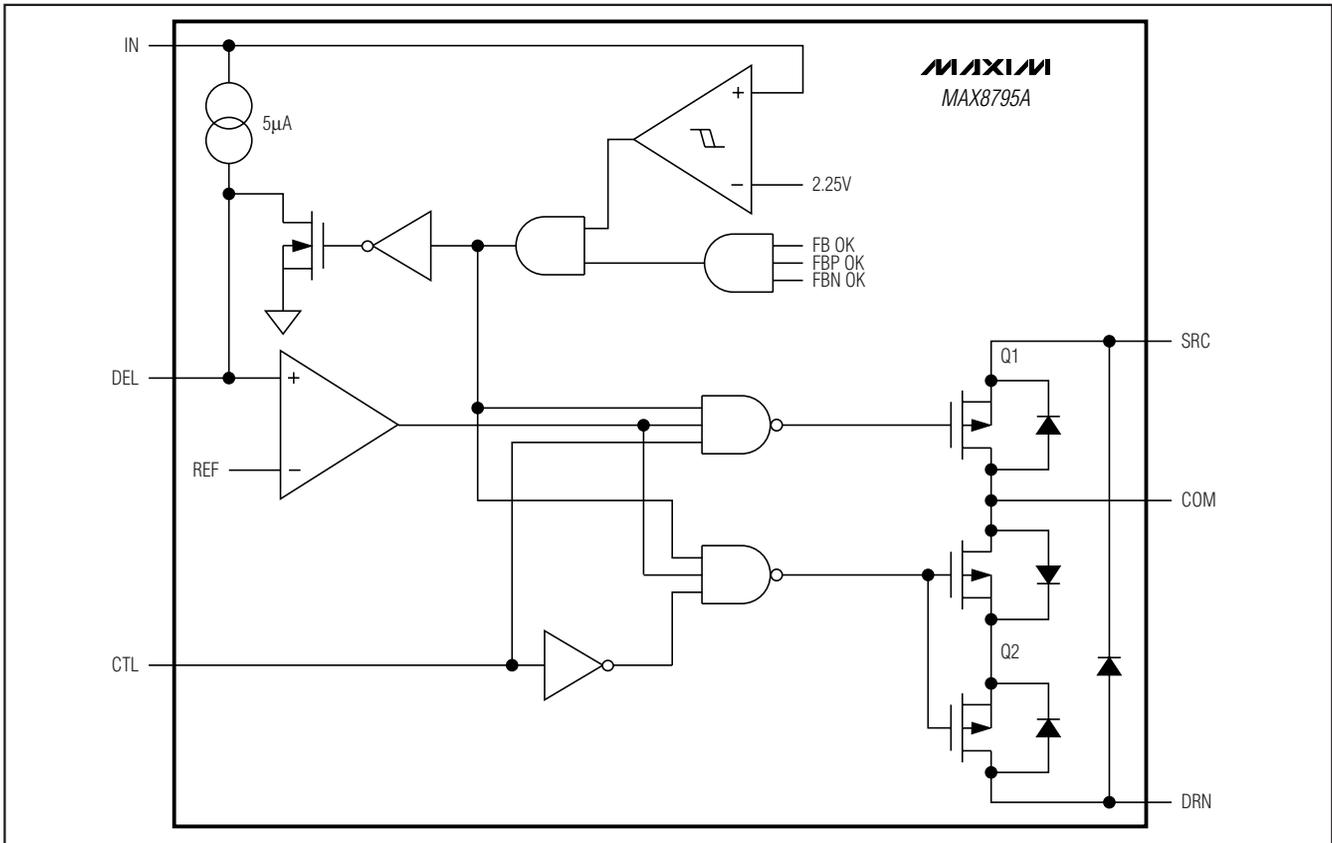 IN
MAXIM
MAX8795A
+
5µA
−
2.25V
FB OK
FBP OK
FBN OK
SRC
Q1
DEL
+
REF
−
COM
Q2
CTL
DRN